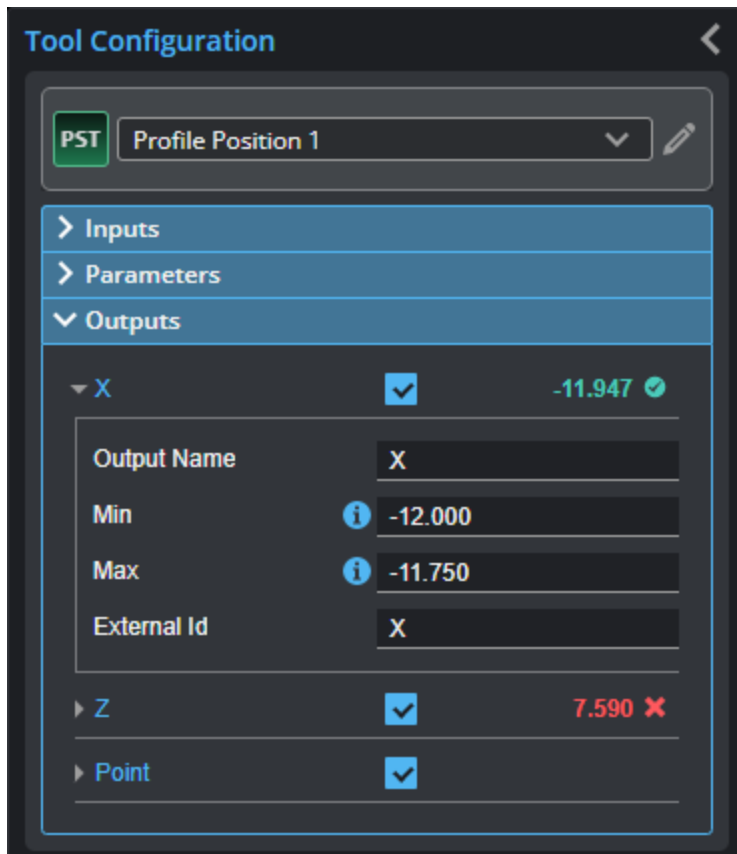 Tool Configuration
PST Profile Position 1
Inputs
Parameters
Outputs
X -11.947
Output Name X
Min -12.000
Max -11.750
External Id X
Z 7.590
Point